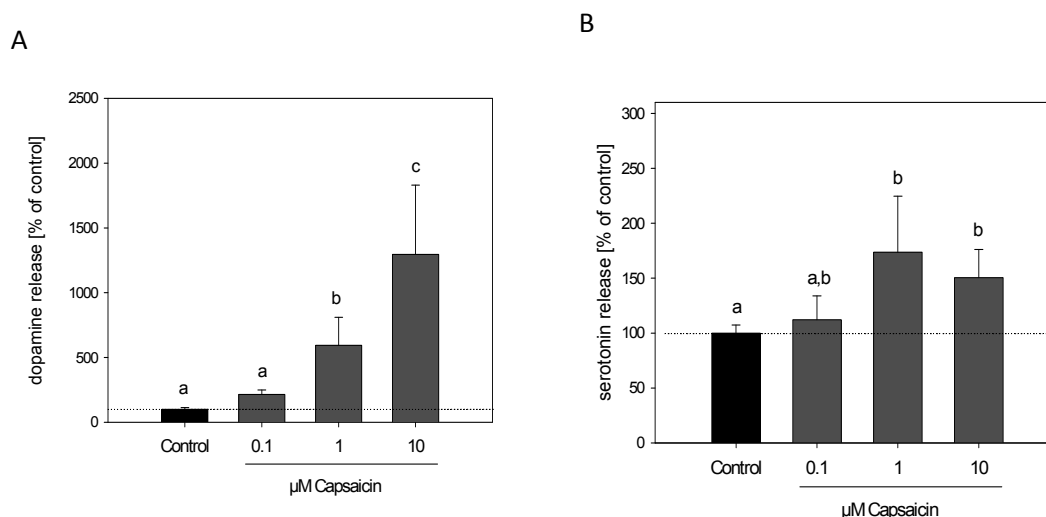 A
dopamine release [% of control]
2500
2000
1500
1000
500
0
a
a
b
c
Control
0.1
1
10
µM Capsaicin
B
serotonin release [% of control]
300
250
200
150
100
50
0
a
a,b
b
b
Control
0.1
1
10
µM Capsaicin